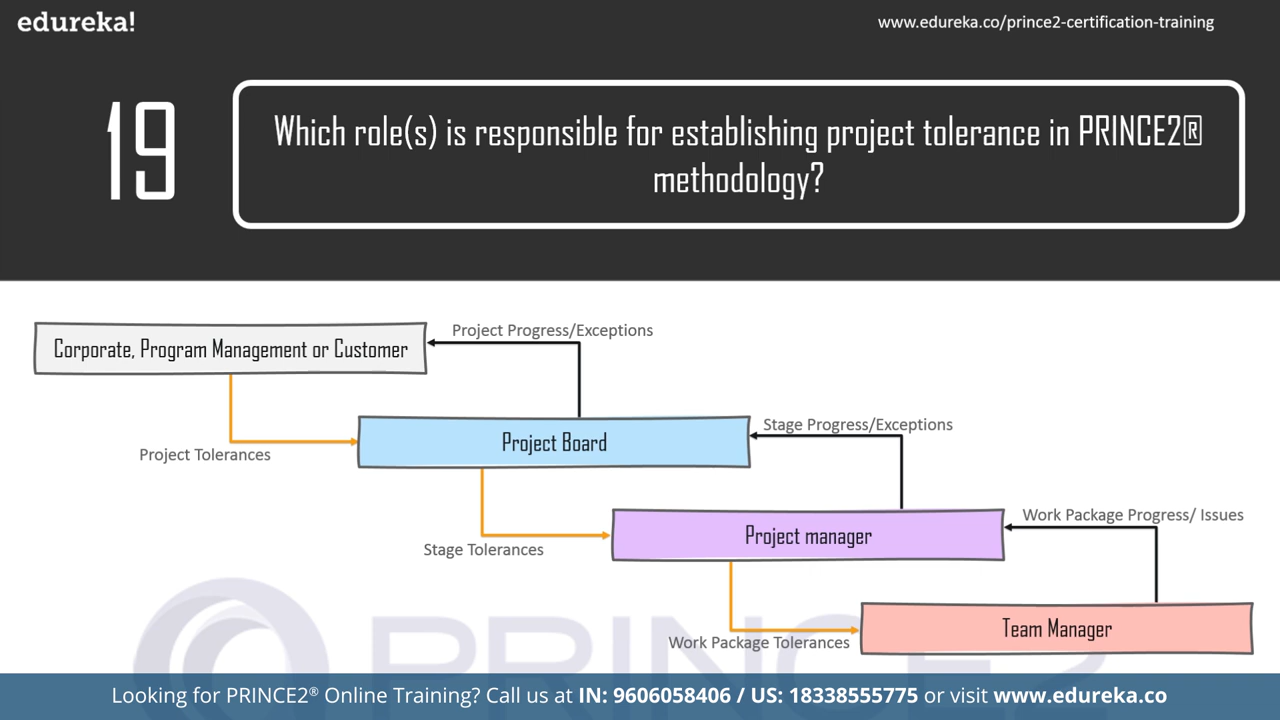 edureka!
www.edureka.co/prince2-certification-training
19
Which role(s) is responsible for establishing project tolerance in PRINCE2®
methodology?
Project Progress/Exceptions
Corporate, Program Management or Customer
Stage Progress/Exceptions
Project Board
Project Tolerances
Work Package Progress/ Issues
Project manager
Stage Tolerances
Team Manager
Work Package Tolerances
PRINCE2
Looking for PRINCE2® Online Training? Call us at IN: 9606058406 / US: 18338555775 or visit www.edureka.co